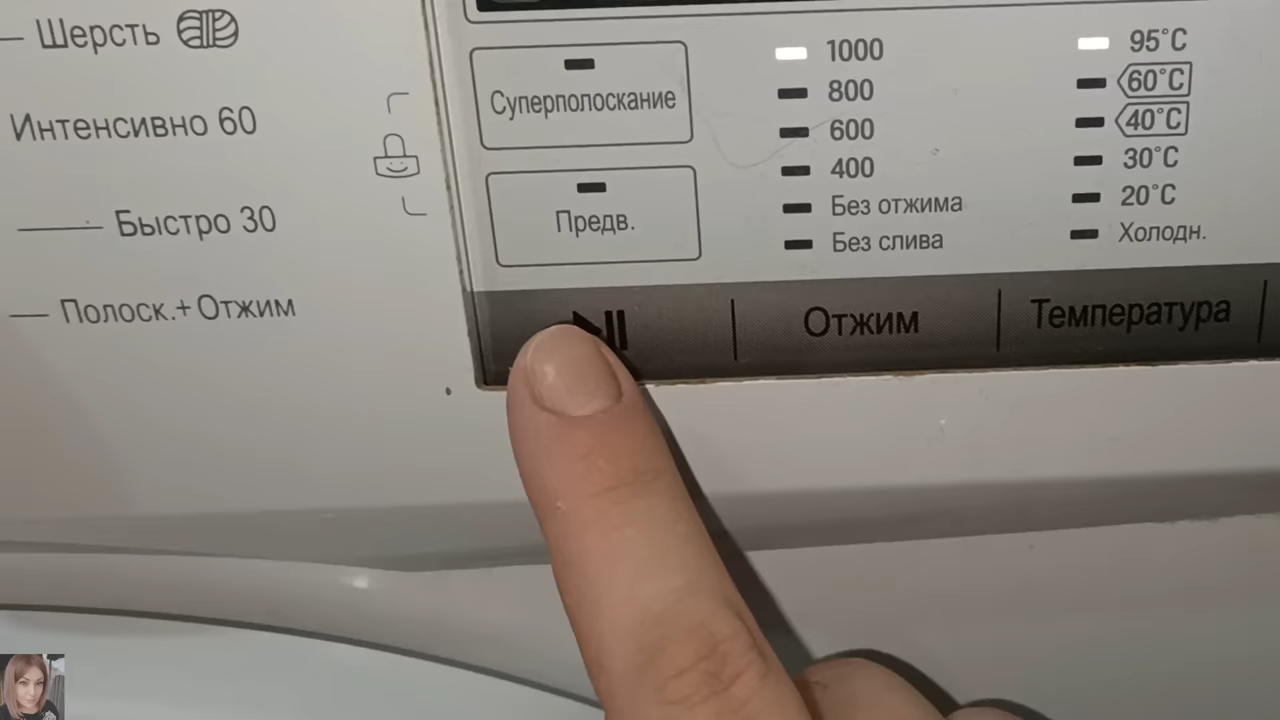 Шерсть
Интенсивно 60
Быстро 30
Полоск.+Отжим
Суперполоскание
Предв.
1000
800
600
400
Без отжима
Без слива
95°C
60°C
40°C
30°C
20°C
Холодн.
Отжим
Температура